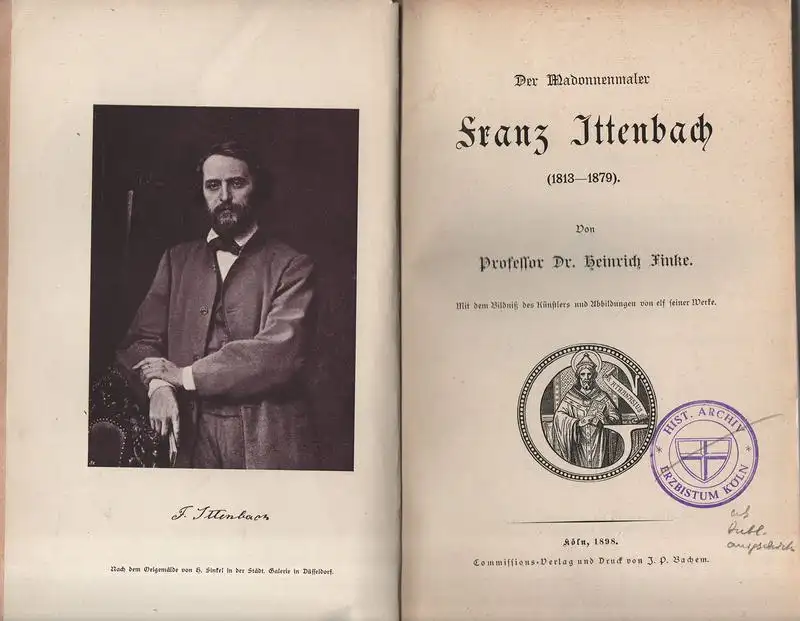 F. Ittenbach
Nach dem Oelgemälde von H. Sinkel in der Städt. Galerie in Düsseldorf.
Der Madonnenmaler
Franz Ittenbach
(1813—1879).
Von
Professor Dr. Heinrich Finke.
Mit dem Bildniß des Künstlers und Abbildungen von elf seiner Werke.
HIST. ARCHIV
ERZBISTUM KÖLN
Köln, 1898.
Commissions-Verlag und Druck von J. P. Bachem.